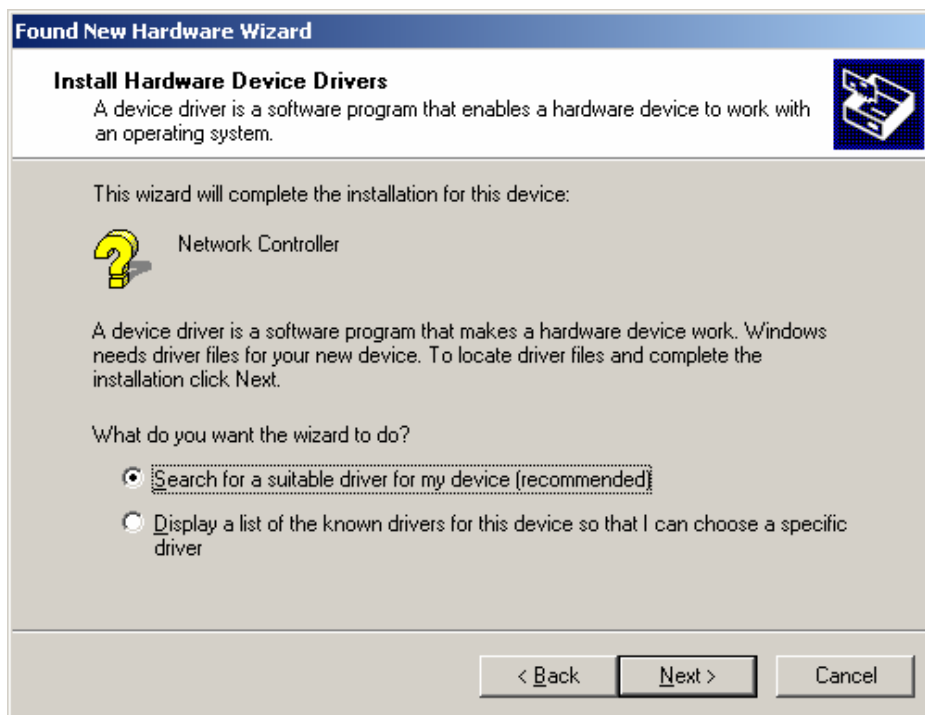 Found New Hardware Wizard
Install Hardware Device Drivers
A device driver is a software program that enables a hardware device to work with
an operating system.
This wizard will complete the installation for this device:
Network Controller
A device driver is a software program that makes a hardware device work. Windows
needs driver files for your new device. To locate driver files and complete the
installation click Next.
What do you want the wizard to do?
Search for a suitable driver for my device (recommended)
Display a list of the known drivers for this device so that I can choose a specific
driver
< Back
Next >
Cancel